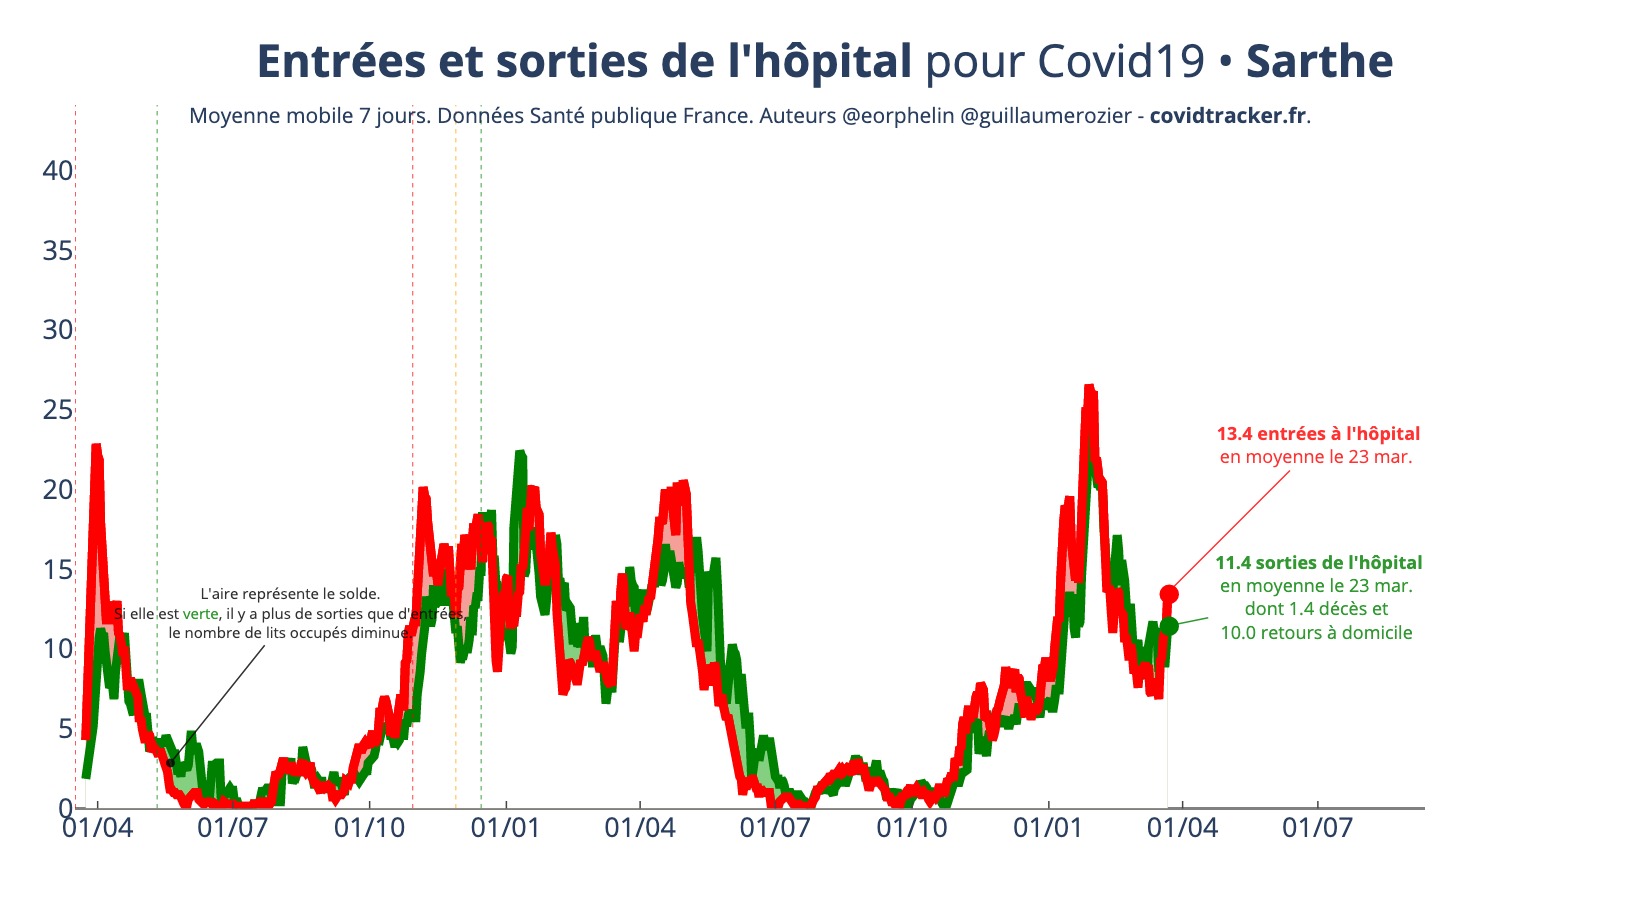 Entrées et sorties de l'hôpital pour Covid19 • Sarthe
Moyenne mobile 7 jours. Données Santé publique France. Auteurs @eorphelin @guillaumerozier - covidtracker.fr.
40
35
30
25
20
15
10
5
0
13.4 entrées à l'hôpital
en moyenne le 23 mar.
11.4 sorties de l'hôpital
en moyenne le 23 mar.
dont 1.4 décès et
10.0 retours à domicile
L'aire représente le solde.
Si elle est verte, il y a plus de sorties que d'entrées,
le nombre de lits occupés diminue.
01/04 01/07 01/10 01/01 01/04 01/07 01/10 01/01 01/04 01/07